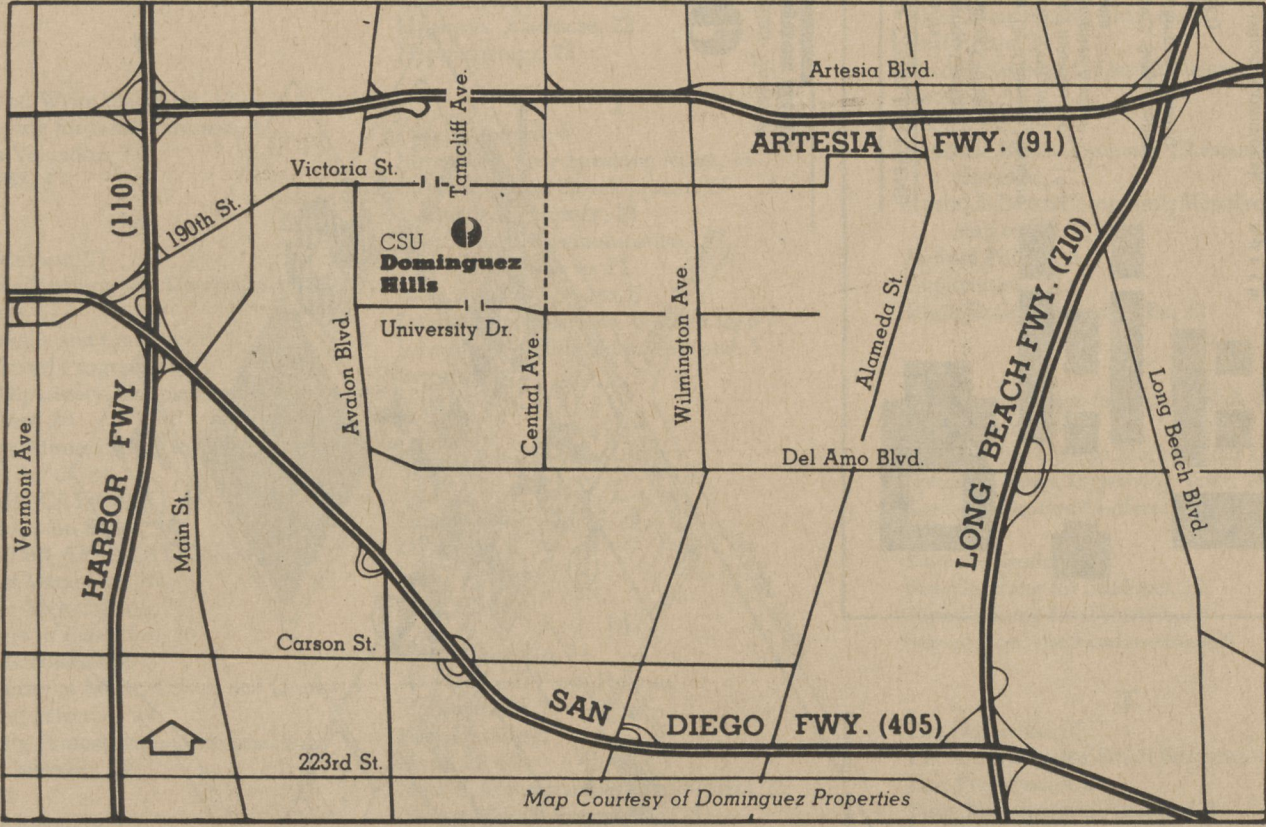 Artesia Blvd.
Tamcliff Ave.
ARTESIA FWY. (91)
Victoria St.
(110)
190th St.
CSU
Dominguez
Hills
University Dr.
Avalon Blvd.
Central Ave.
Wilmington Ave.
Alameda St.
LONG BEACH FWY. (710)
Long Beach Blvd.
Vermont Ave.
HARBOR FWY
Main St.
Del Amo Blvd.
Carson St.
SAN DIEGO FWY. (405)
223rd St.
Map Courtesy of Dominguez Properties